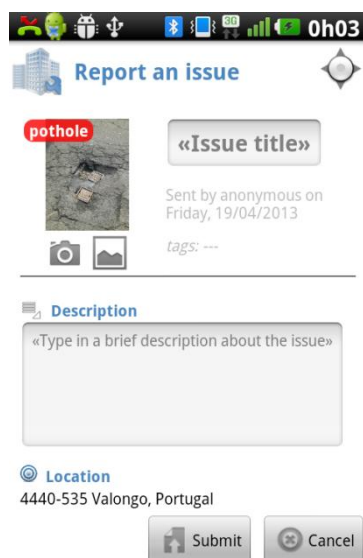 3G
0h03
Report an issue
pothole
«Issue title»
Sent by anonymous on
Friday, 19/04/2013
tags: ---
Description
«Type in a brief description about the issue»
Location
4440-535 Valongo, Portugal
Submit
Cancel